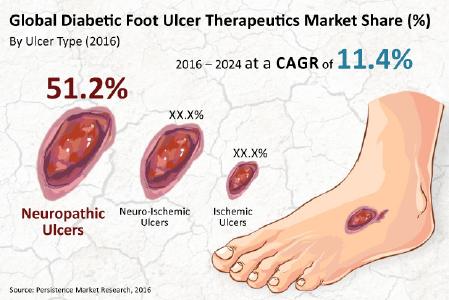 Global Diabetic Foot Ulcer Therapeutics Market Share (%)
By Ulcer Type (2016)
2016 – 2024 at a CAGR of 11.4%
51.2%
XX.X%
XX.X%
Neuropathic
Ulcers
Neuro-Ischemic
Ulcers
Ischemic
Ulcers
Source: Persistence Market Research, 2016